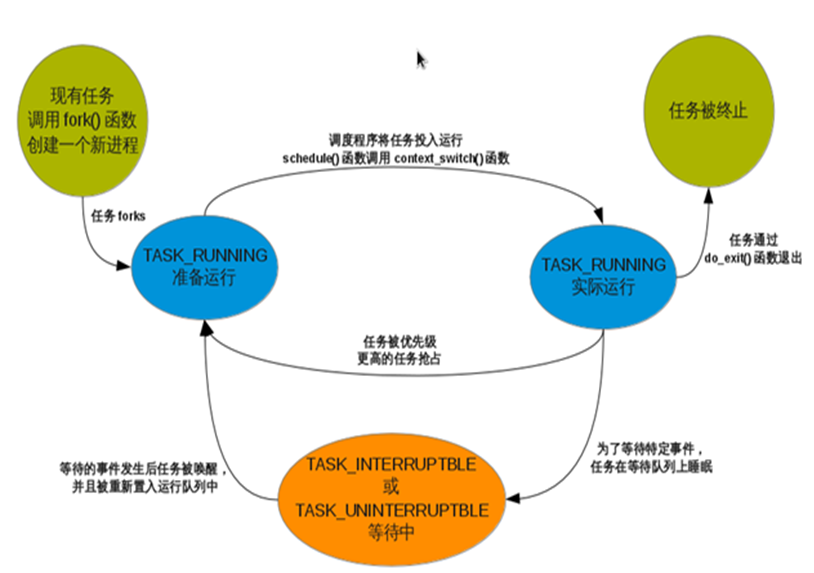 现有任务
调用 fork() 函数
创建一个新进程
任务被终止
调度程序将任务投入运行
schedule() 函数调用 context_switch() 函数
任务 forks
任务通过
do_exit() 函数退出
TASK_RUNNING
准备运行
TASK_RUNNING
实际运行
任务被优先级
更高的任务抢占
等待的事件发生后任务被唤醒，
并且被重新置入运行队列中
TASK_INTERRUPTBLE
或
TASK_UNINTERRUPTBLE
等待中
为了等待特定事件，
任务在等待队列上睡眠